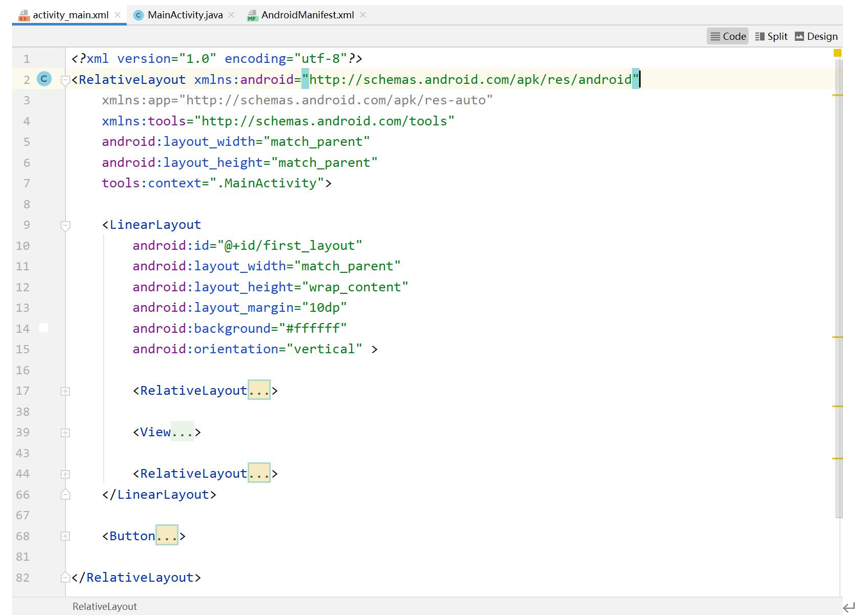 activity_main.xml MainActivity.java AndroidManifest.xml
Code Split Design
1 <?xml version="1.0" encoding="utf-8"?>
2 C <RelativeLayout xmlns:android="http://schemas.android.com/apk/res/android"
3 xmlns:app="http://schemas.android.com/apk/res-auto"
4 xmlns:tools="http://schemas.android.com/tools"
5 android:layout_width="match_parent"
6 android:layout_height="match_parent"
7 tools:context=".MainActivity">
8
9 <LinearLayout
10 android:id="@+id/first_layout"
11 android:layout_width="match_parent"
12 android:layout_height="wrap_content"
13 android:layout_margin="10dp"
14 android:background="#ffffff"
15 android:orientation="vertical" >
16
17 <RelativeLayout...>
38
39 <View...>
43
44 <RelativeLayout...>
66 </LinearLayout>
67
68 <Button...>
81
82 </RelativeLayout>
RelativeLayout